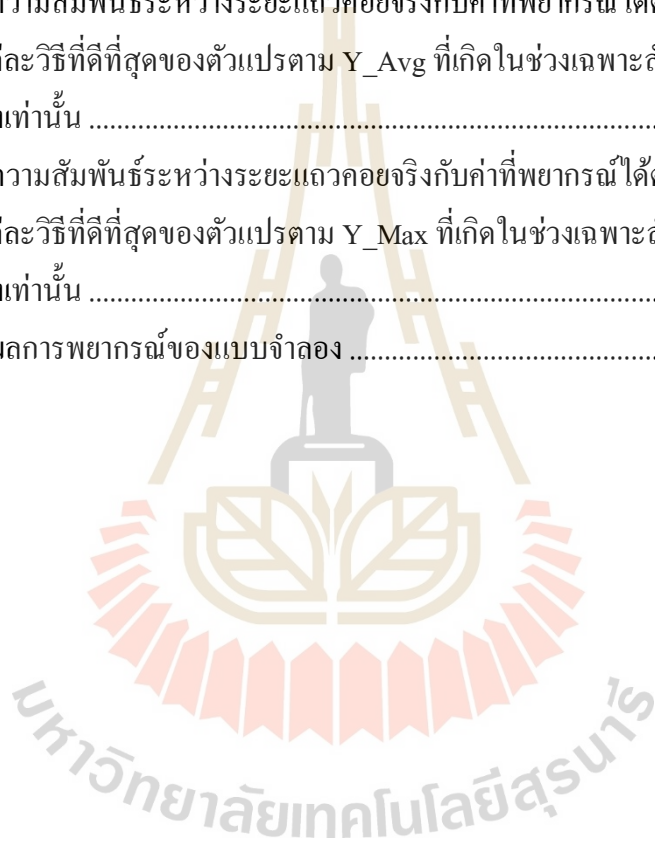 ความสัมพันธ์ระหว่างระยะแถวคอยจริงกับค่าที่พยากรณ์ได้
ละวิธีที่ดีที่สุดของตัวแปรตาม Y_Avg ที่เกิดในช่วงเฉพาะ
เท่านั้น ................................................................
ความสัมพันธ์ระหว่างระยะแถวคอยจริงกับค่าที่พยากรณ์ได้
ละวิธีที่ดีที่สุดของตัวแปรตาม Y_Max ที่เกิดในช่วงเฉพาะ
เท่านั้น ................................................................
ผลการพยากรณ์ของแบบจำลอง ....................................
มหาวิทยาลัยเทคโนโลยีสุรนารี